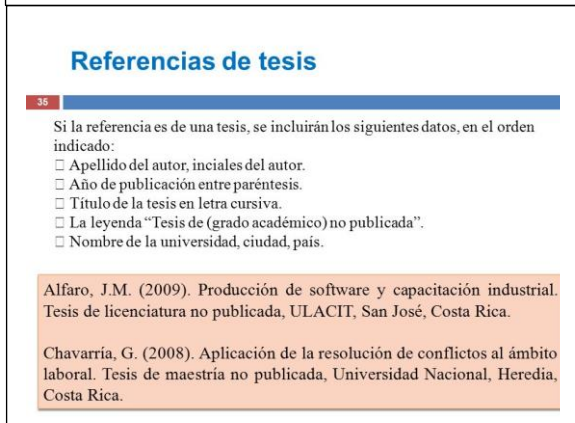 Referencias de tesis
35
Si la referencia es de una tesis, se incluirán los siguientes datos, en el orden
indicado:
□ Apellido del autor, inciales del autor.
□ Año de publicación entre paréntesis.
□ Título de la tesis en letra cursiva.
□ La leyenda “Tesis de (grado académico) no publicada”.
□ Nombre de la universidad, ciudad, país.
Alfaro, J.M. (2009). Producción de software y capacitación industrial.
Tesis de licenciatura no publicada, ULACIT, San José, Costa Rica.
Chavarría, G. (2008). Aplicación de la resolución de conflictos al ámbito
laboral. Tesis de maestría no publicada, Universidad Nacional, Heredia,
Costa Rica.